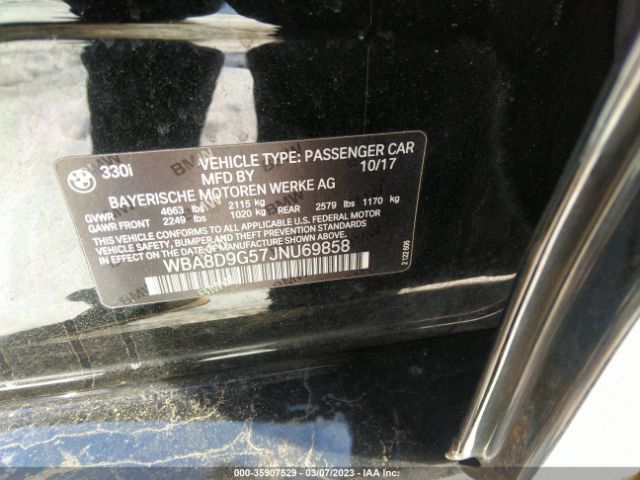 330i
VEHICLE TYPE: PASSENGER CAR
MFD BY 10/17
BAYERISCHE MOTOREN WERKE AG
GVWR 4663 lbs 2115 kg
GAWR FRONT 2249 lbs 1020 kg REAR 2579 lbs 1170 kg
THIS VEHICLE CONFORMS TO ALL APPLICABLE U.S. FEDERAL MOTOR
VEHICLE SAFETY, BUMPER AND THEFT PREVENTION STANDARDS IN
EFFECT ON THE DATE OF MANUFACTURE SHOWN ABOVE.
WBA8D9G57JNU69858
2 122 606
000-35907529 - 03/07/2023 - IAA Inc.